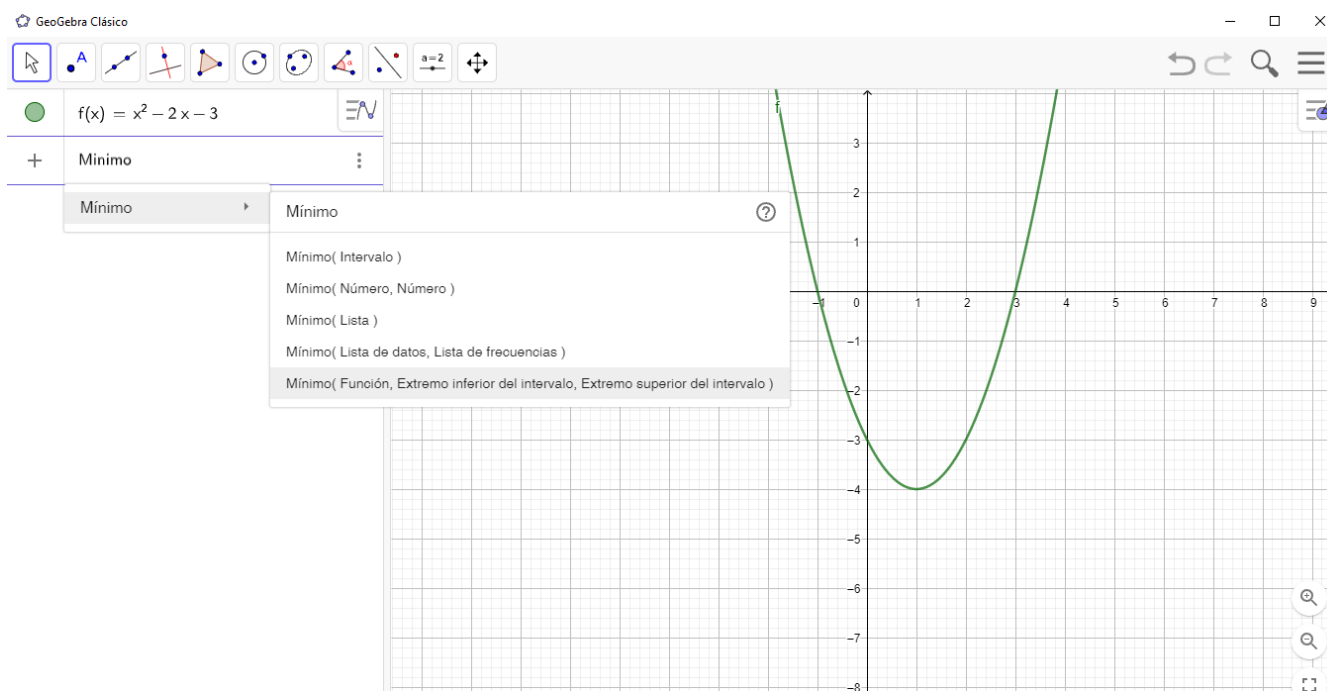 GeoGebra Clásico
A
α
a=2
f(x) = x² – 2 x – 3
Minimo
Mínimo
Mínimo
?
Mínimo( Intervalo )
Mínimo( Número, Número )
Mínimo( Lista )
Mínimo( Lista de datos, Lista de frecuencias )
Mínimo( Función, Extremo inferior del intervalo, Extremo superior del intervalo )
f
3
2
1
–1 0 1 2 3 4 5 6 7 8 9
–1
–2
–3
–4
–5
–6
–7
–8